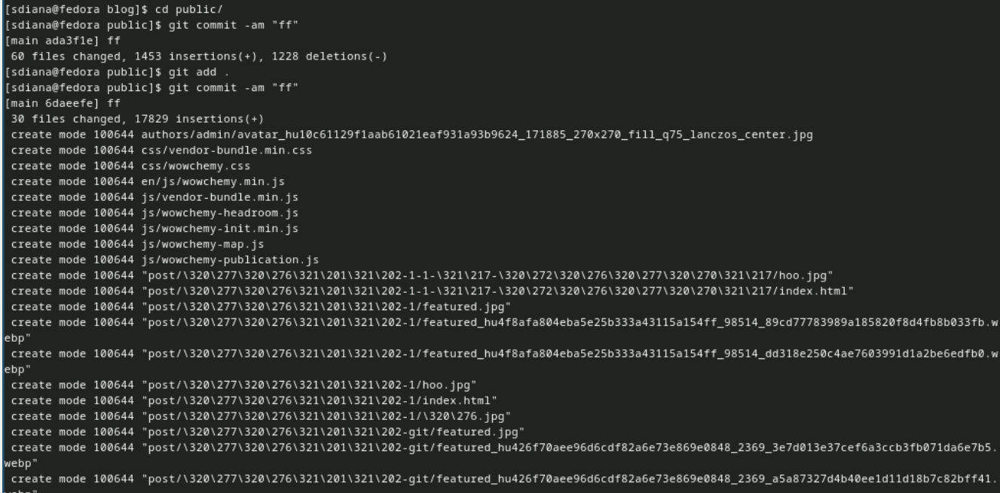 [sdiana@fedora blog]$ cd public/
[sdiana@fedora public]$ git commit -am "ff"
[main ada3f1e] ff
 60 files changed, 1453 insertions(+), 1228 deletions(-)
[sdiana@fedora public]$ git add .
[sdiana@fedora public]$ git commit -am "ff"
[main 6daeefe] ff
 30 files changed, 17829 insertions(+)
 create mode 100644 authors/admin/avatar_hu10c61129f1aab61021eaf931a93b9624_171885_270x270_fill_q75_lanczos_center.jpg
 create mode 100644 css/vendor-bundle.min.css
 create mode 100644 css/wowchemy.css
 create mode 100644 en/js/wowchemy.min.js
 create mode 100644 js/vendor-bundle.min.js
 create mode 100644 js/wowchemy-headroom.js
 create mode 100644 js/wowchemy-init.min.js
 create mode 100644 js/wowchemy-map.js
 create mode 100644 js/wowchemy-publication.js
 create mode 100644 "post/\320\277\320\276\321\201\321\202-1-1-\321\217-\320\272\320\276\320\277\320\270\321\217/hoo.jpg"
 create mode 100644 "post/\320\277\320\276\321\201\321\202-1-1-\321\217-\320\272\320\276\320\277\320\270\321\217/index.html"
 create mode 100644 "post/\320\277\320\276\321\201\321\202-1/featured.jpg"
 create mode 100644 "post/\320\277\320\276\321\201\321\202-1/featured_hu4f8afa804eba5e25b333a43115a154ff_98514_89cd77783989a185820f8d4fb8b033fb.w
ebp"
 create mode 100644 "post/\320\277\320\276\321\201\321\202-1/featured_hu4f8afa804eba5e25b333a43115a154ff_98514_dd318e250c4ae7603991d1a2be6edfb0.w
ebp"
 create mode 100644 "post/\320\277\320\276\321\201\321\202-1/hoo.jpg"
 create mode 100644 "post/\320\277\320\276\321\201\321\202-1/index.html"
 create mode 100644 "post/\320\277\320\276\321\201\321\202-1/\320\276.jpg"
 create mode 100644 "post/\320\277\320\276\321\201\321\202-git/featured.jpg"
 create mode 100644 "post/\320\277\320\276\321\201\321\202-git/featured_hu426f70aee96d6cdf82a6e73e869e0848_2369_3e7d013e37cef6a3ccb3fb071da6e7b5.
webp"
 create mode 100644 "post/\320\277\320\276\321\201\321\202-git/featured_hu426f70aee96d6cdf82a6e73e869e0848_2369_a5a87327d4b40ee1d11d18b7c82bff41.